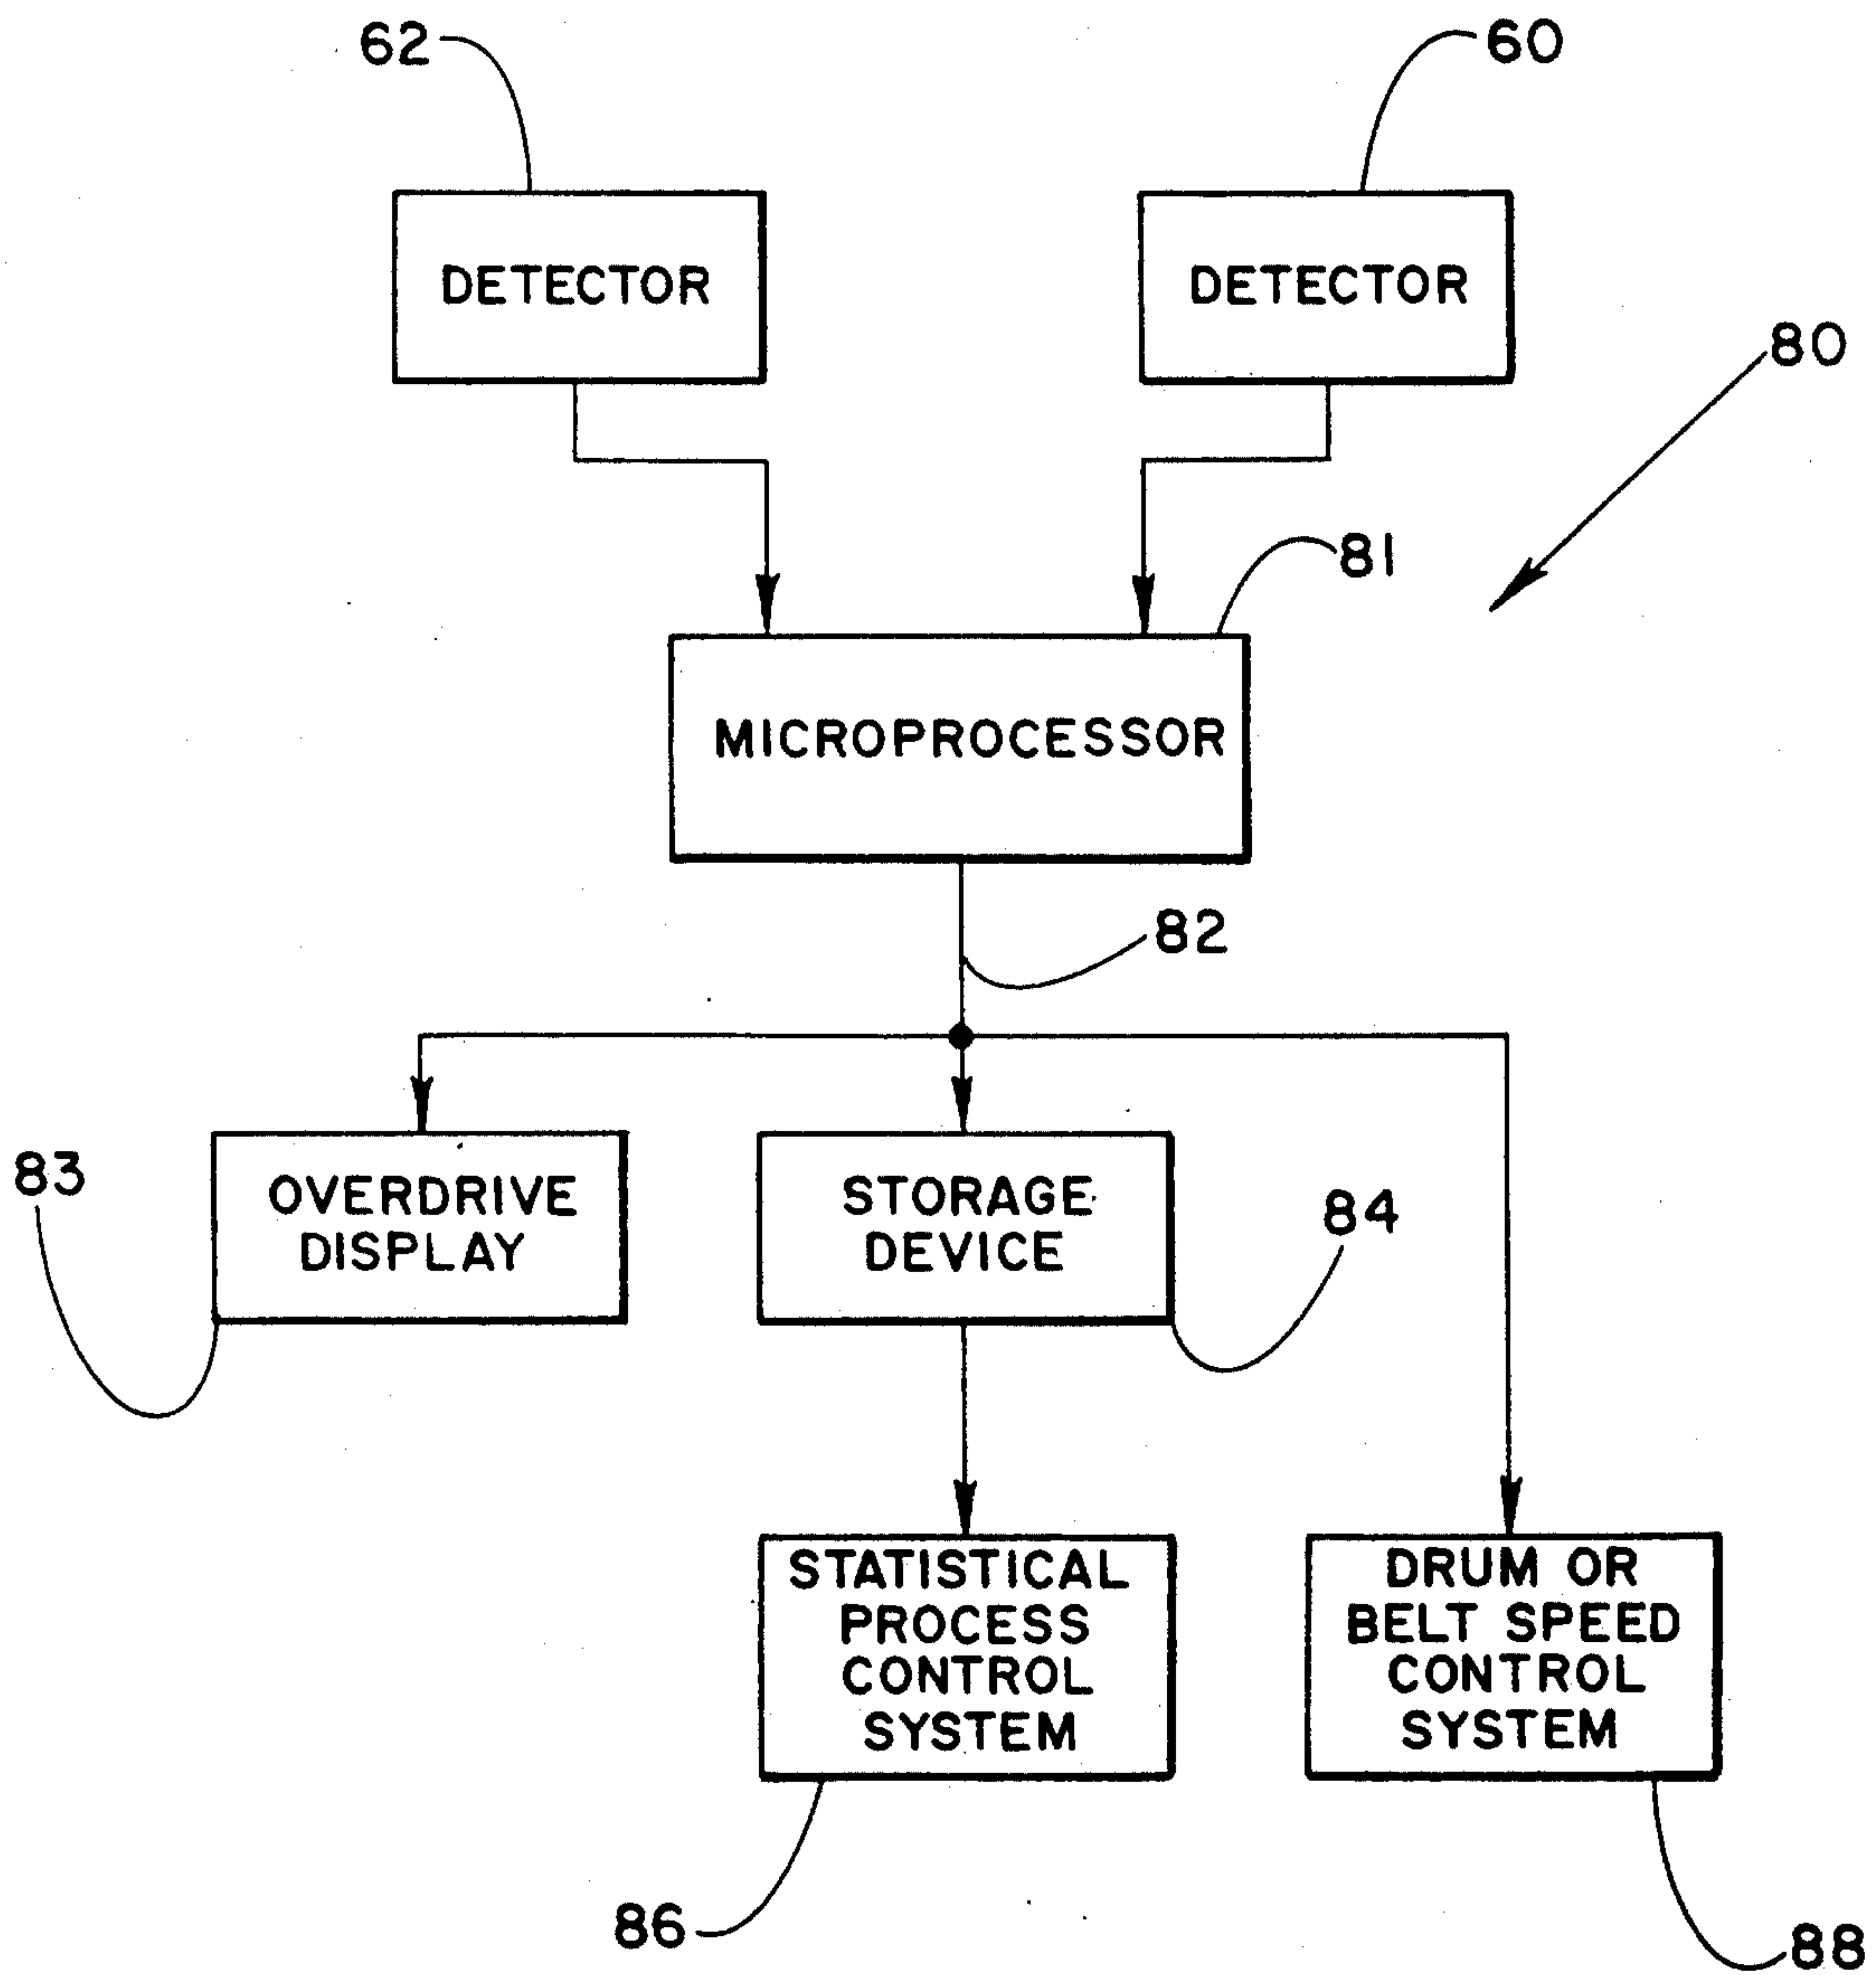 62
60
DETECTOR
DETECTOR
80
81
MICROPROCESSOR
82
83
OVERDRIVE
DISPLAY
STORAGE
DEVICE
84
STATISTICAL
PROCESS
CONTROL
SYSTEM
DRUM OR
BELT SPEED
CONTROL
SYSTEM
86
88